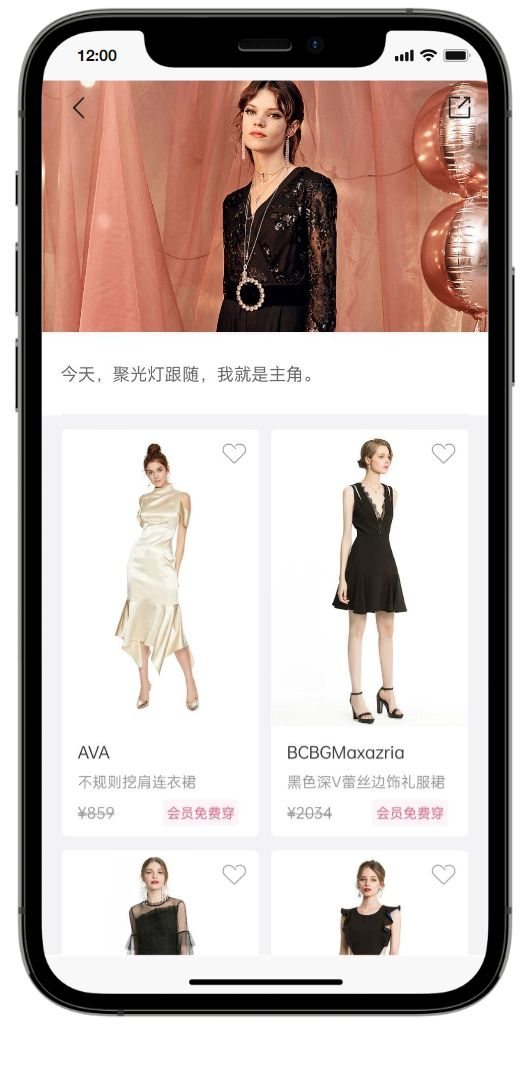 12:00
今天，聚光灯跟随，我就是主角。
AVA
不规则挖肩连衣裙
¥859
会员免费穿
BCBGMaxazria
黑色深V蕾丝边饰礼服裙
¥2034
会员免费穿